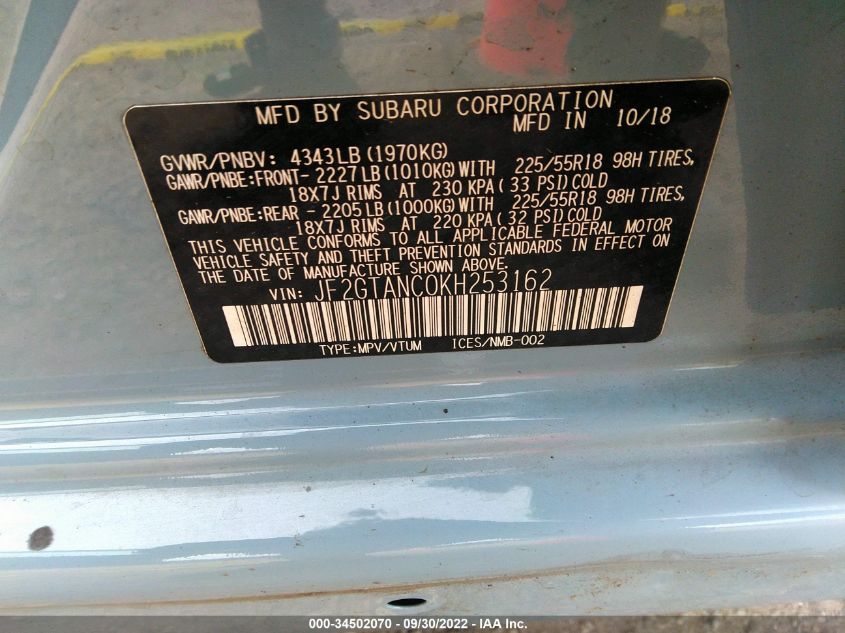 MFD BY SUBARU CORPORATION
MFD IN 10/18
GVWR/PNBV: 4343LB (1970KG)
GAWR/PNBE:FRONT- 2227LB (1010KG) WITH 225/55R18 98H TIRES,
18X7J RIMS AT 230 KPA (33 PSI) COLD
GAWR/PNBE:REAR - 2205LB (1000KG) WITH 225/55R18 98H TIRES,
18X7J RIMS AT 220 KPA (32 PSI) COLD
THIS VEHICLE CONFORMS TO ALL APPLICABLE FEDERAL MOTOR
VEHICLE SAFETY AND THEFT PREVENTION STANDARDS IN EFFECT ON
THE DATE OF MANUFACTURE SHOWN ABOVE.
VIN: JF2GTANC0KH253162
TYPE:MPV/VTUM ICES/NMB-002
000-34502070 - 09/30/2022 - IAA Inc.